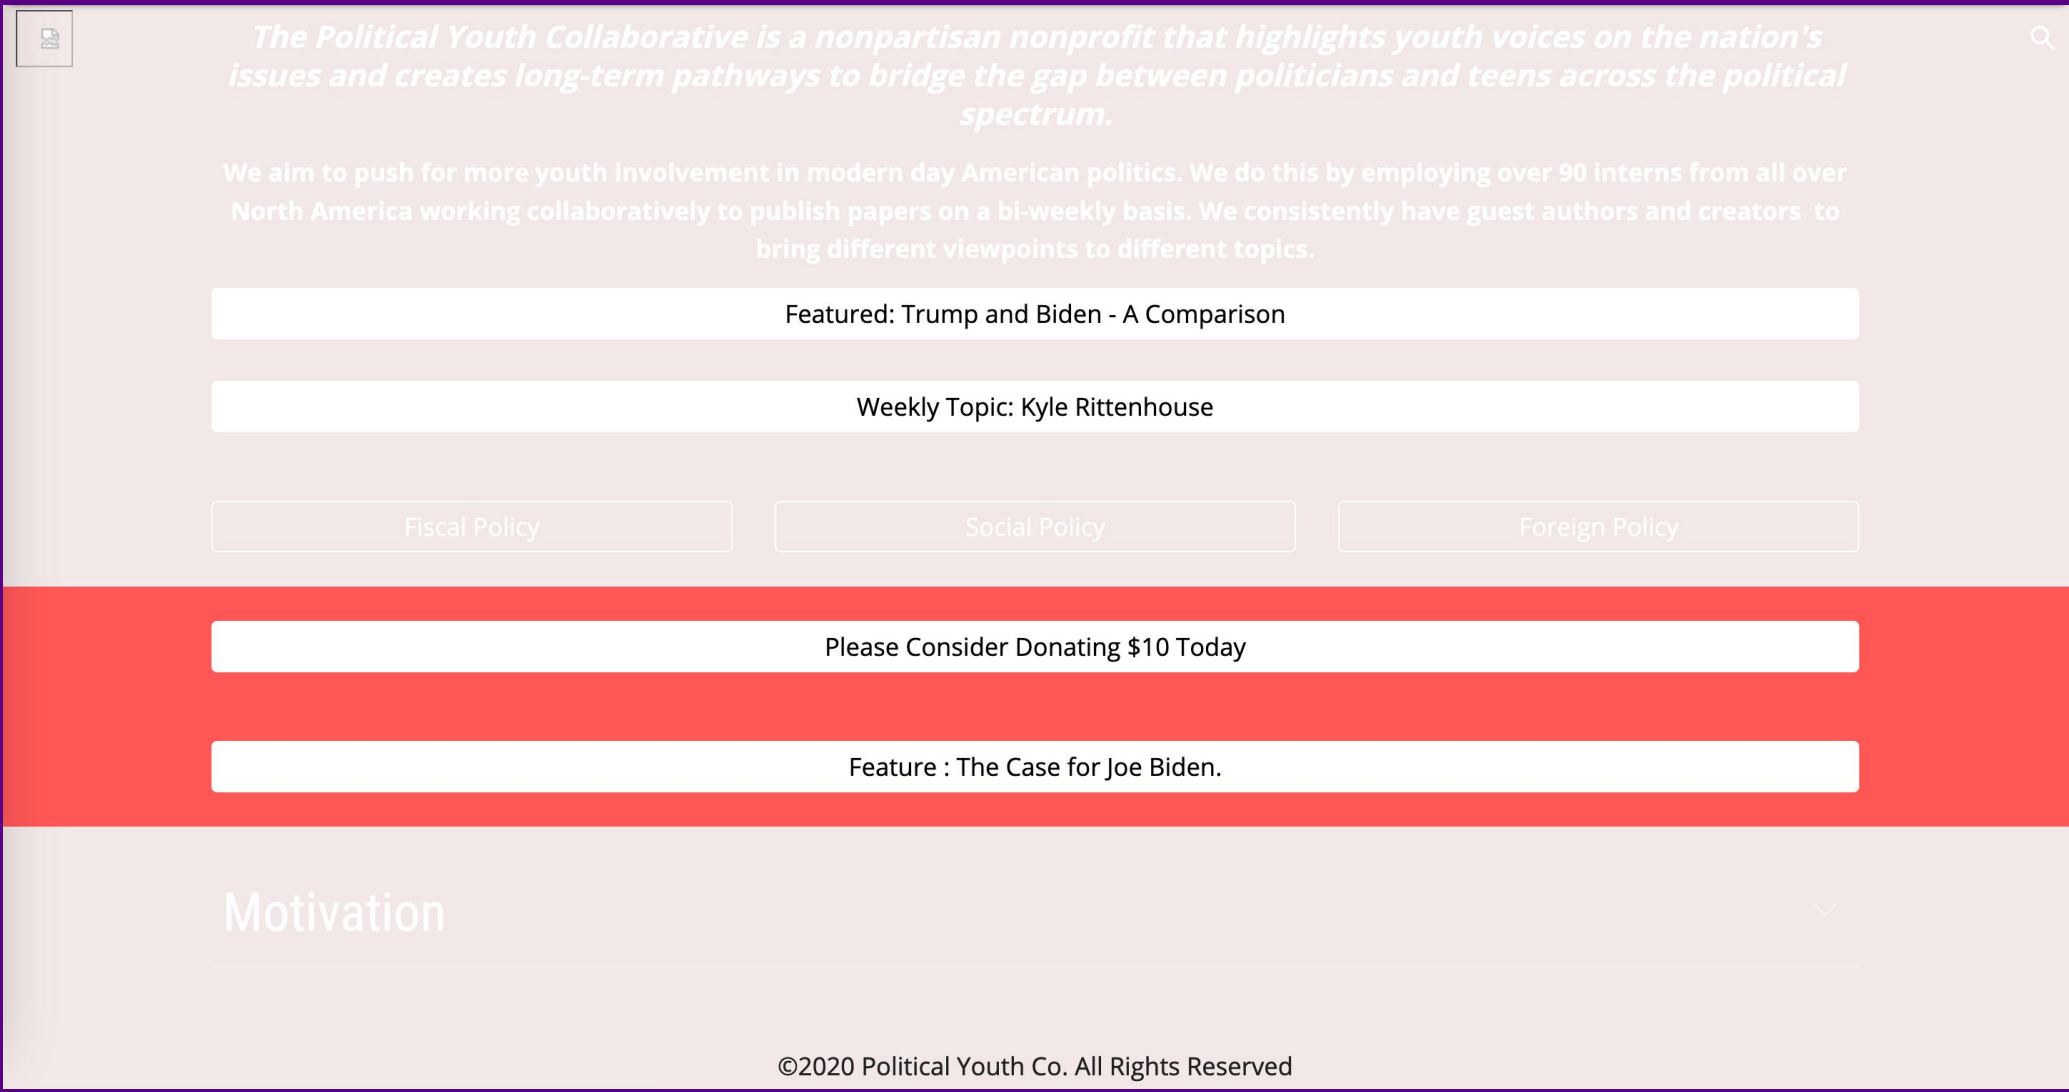 The Political Youth Collaborative is a nonpartisan nonprofit that highlights youth voices on the nation's
issues and creates long-term pathways to bridge the gap between politicians and teens across the political
spectrum.
We aim to push for more youth involvement in modern day American politics. We do this by employing over 90 interns from all over
North America working collaboratively to publish papers on a bi-weekly basis. We consistently have guest authors and creators  to
bring different viewpoints to different topics.
Featured: Trump and Biden - A Comparison
Weekly Topic: Kyle Rittenhouse
Fiscal Policy
Social Policy
Foreign Policy
Please Consider Donating $10 Today
Feature : The Case for Joe Biden.
Motivation
©2020 Political Youth Co. All Rights Reserved